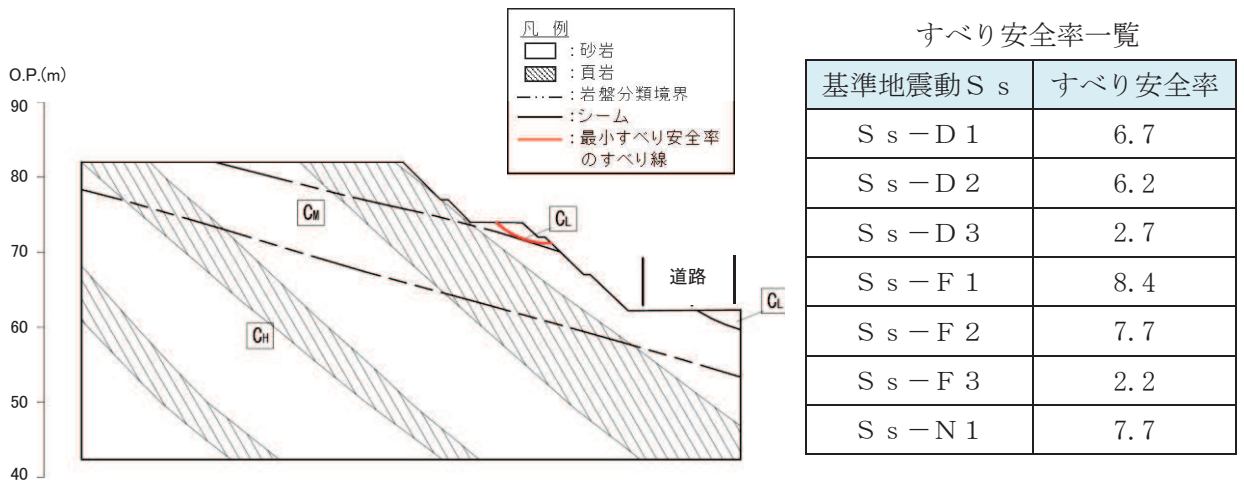 凡 例
：砂岩
：頁岩
：岩盤分類境界
：シーム
：最小すべり安全率
のすべり線
O.P.(m)
90
80
70
60
50
40
CM
CL
CH
道路
CL
すべり安全率一覧
基準地震動Ｓｓ すべり安全率
Ｓｓ－Ｄ１ 6.7
Ｓｓ－Ｄ２ 6.2
Ｓｓ－Ｄ３ 2.7
Ｓｓ－Ｆ１ 8.4
Ｓｓ－Ｆ２ 7.7
Ｓｓ－Ｆ３ 2.2
Ｓｓ－Ｎ１ 7.7